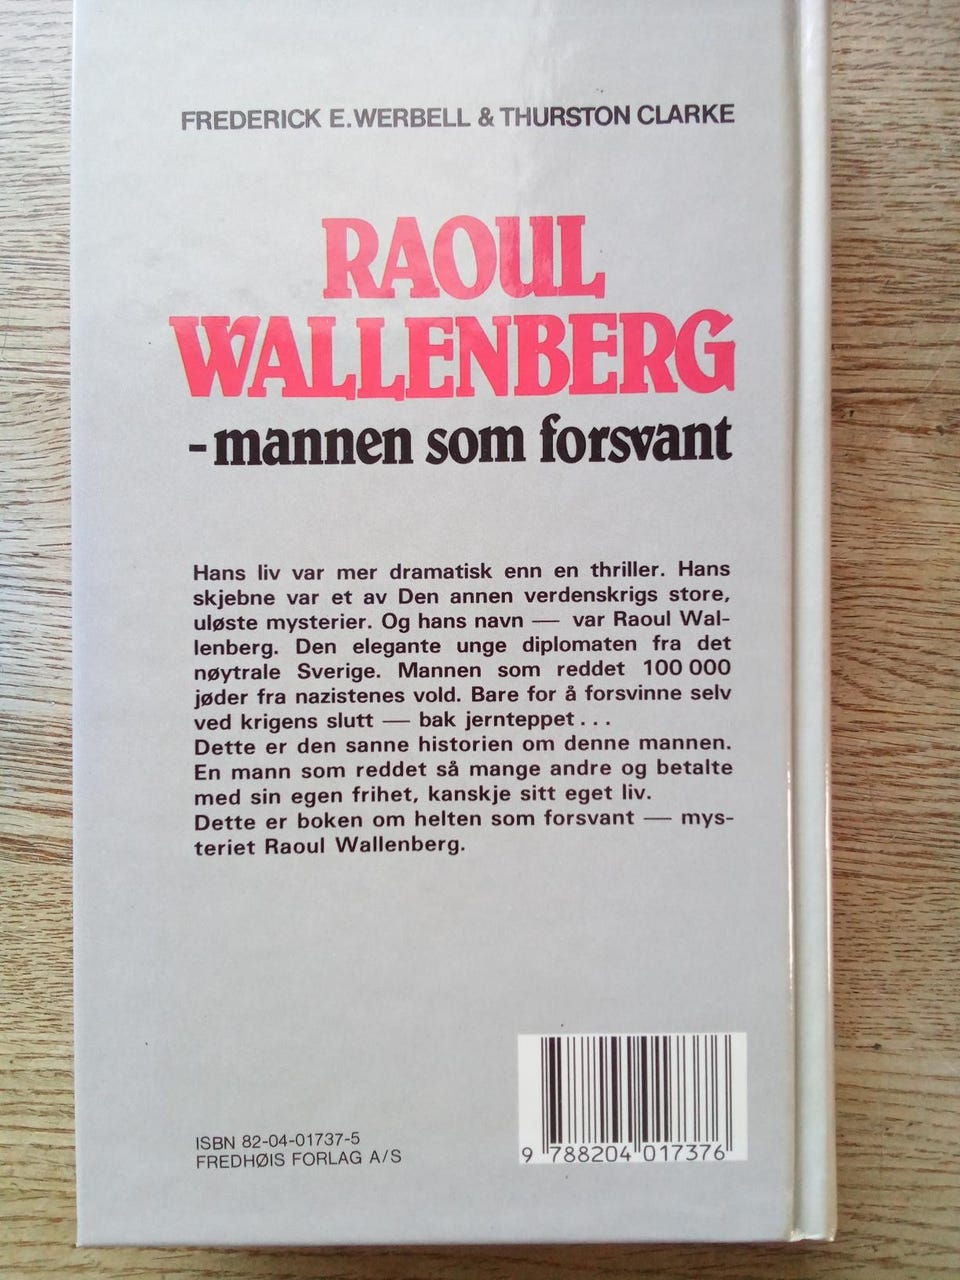 FREDERICK E. WERBELL & THURSTON CLARKE
RAOUL
WALLENBERG
- mannen som forsvant
Hans liv var mer dramatisk enn en thriller. Hans
skjebne var et av Den annen verdenskrigs store,
uløste mysterier. Og hans navn — var Raoul Wal-
lenberg. Den elegante unge diplomaten fra det
nøytrale Sverige. Mannen som reddet 100 000
jøder fra nazistenes vold. Bare for å forsvinne selv
ved krigens slutt — bak jernteppet . . .
Dette er den sanne historien om denne mannen.
En mann som reddet så mange andre og betalte
med sin egen frihet, kanskje sitt eget liv.
Dette er boken om helten som forsvant — mys-
teriet Raoul Wallenberg.
ISBN 82-04-01737-5
FREDHØIS FORLAG A/S
9 788204 017376